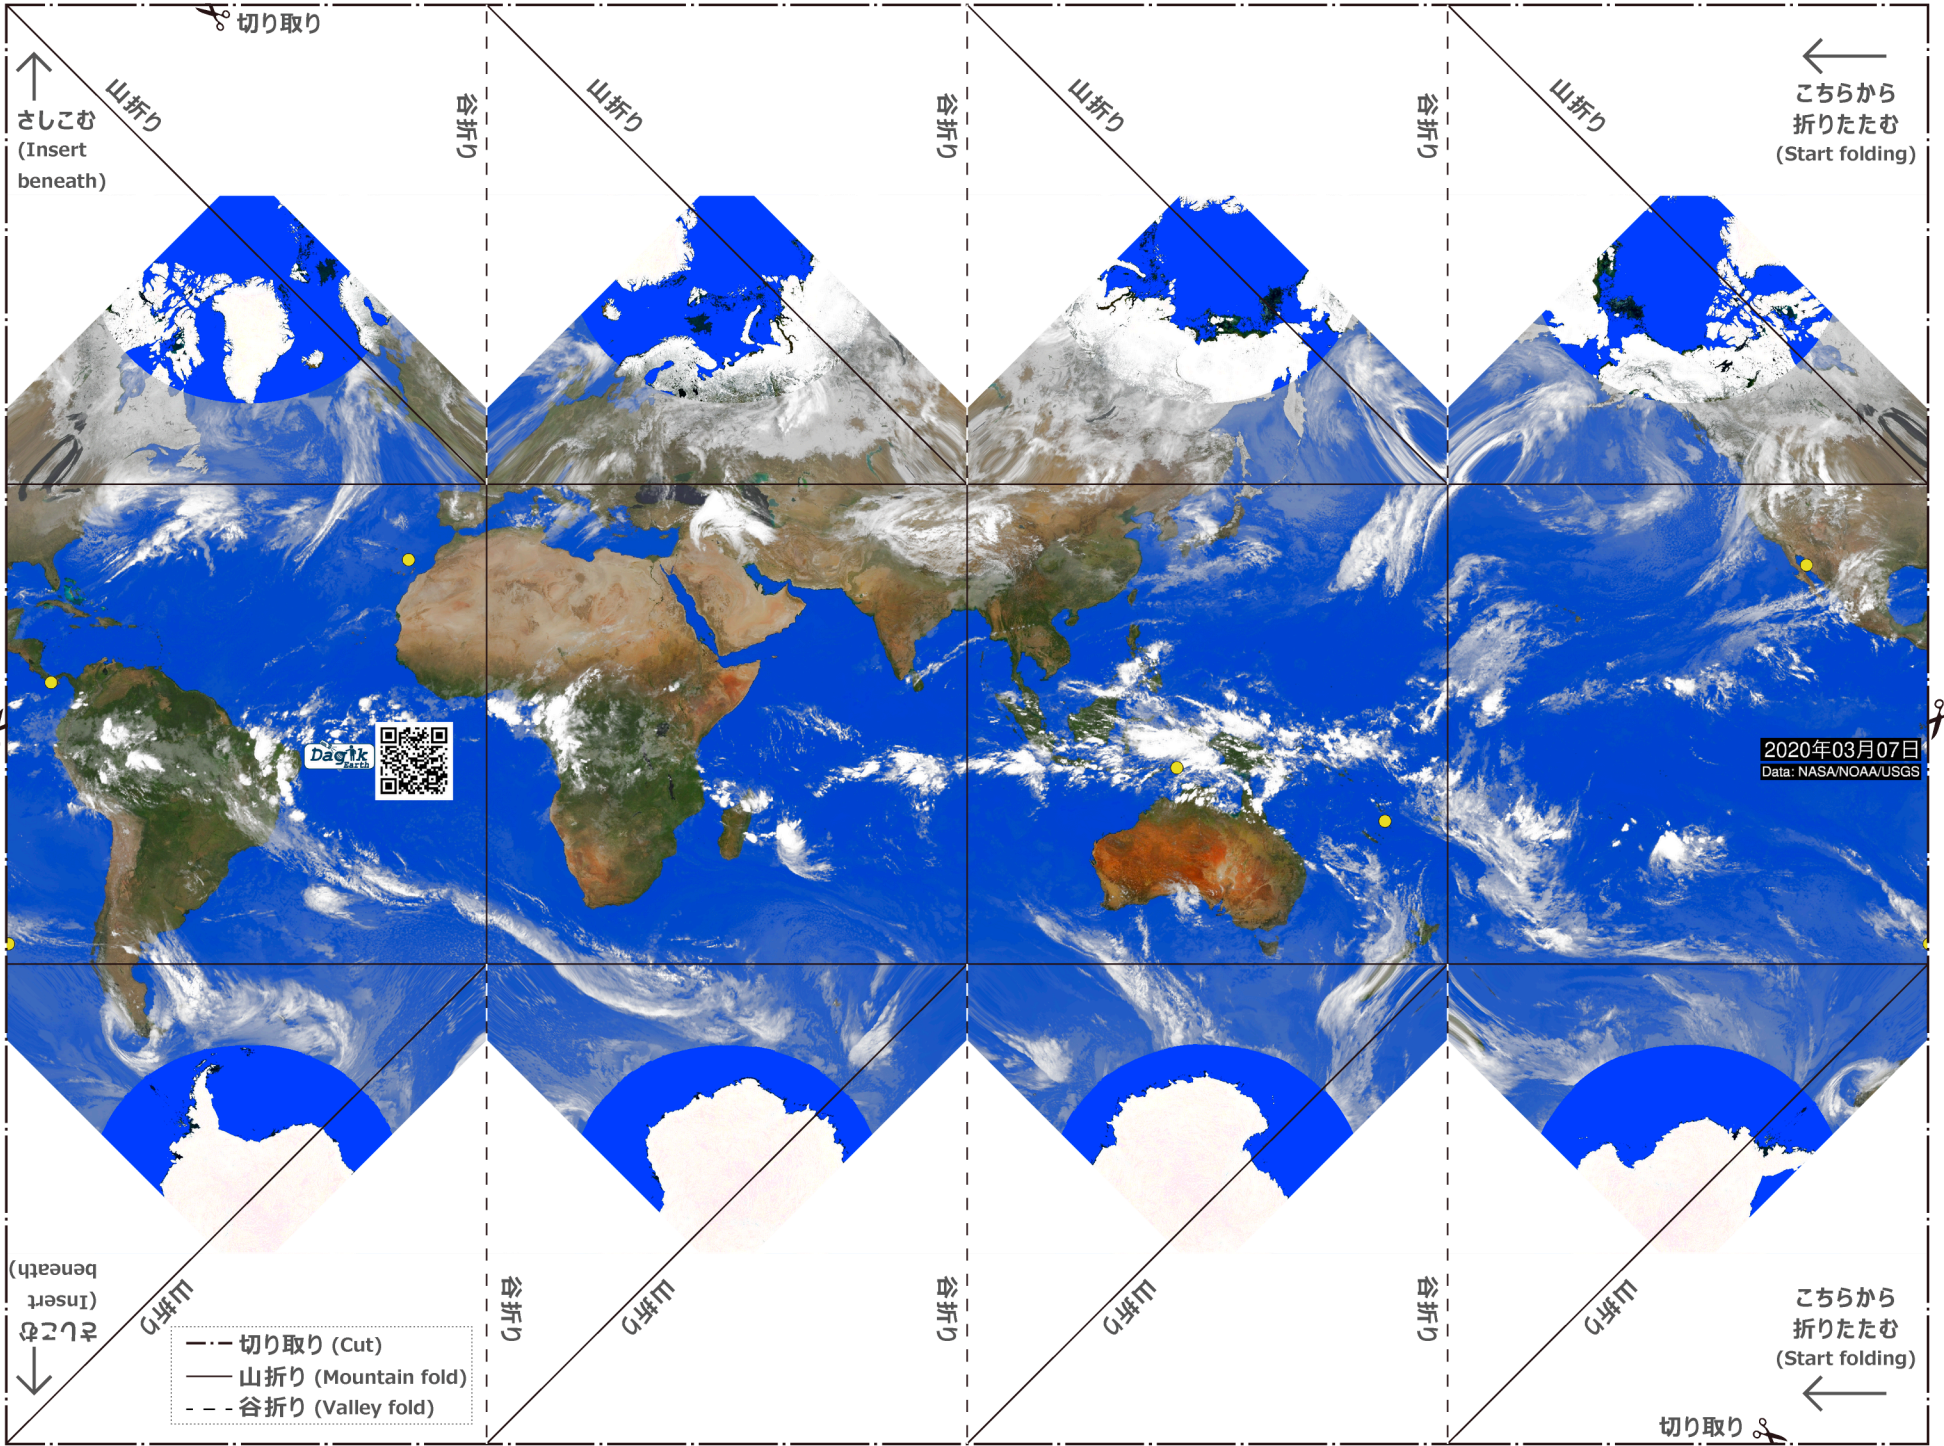 切り取り
さしこむ
(Insert
beneath)
山折り
谷折り
山折り
谷折り
山折り
谷折り
山折り
こちらから
折りたたむ
(Start folding)
Dagik
Earth
2020年03月07日
Data: NASA/NOAA/USGS
さしこむ
(Insert
beneath)
山折り
谷折り
山折り
谷折り
山折り
谷折り
山折り
切り取り (Cut)
山折り (Mountain fold)
谷折り (Valley fold)
こちらから
折りたたむ
(Start folding)
切り取り